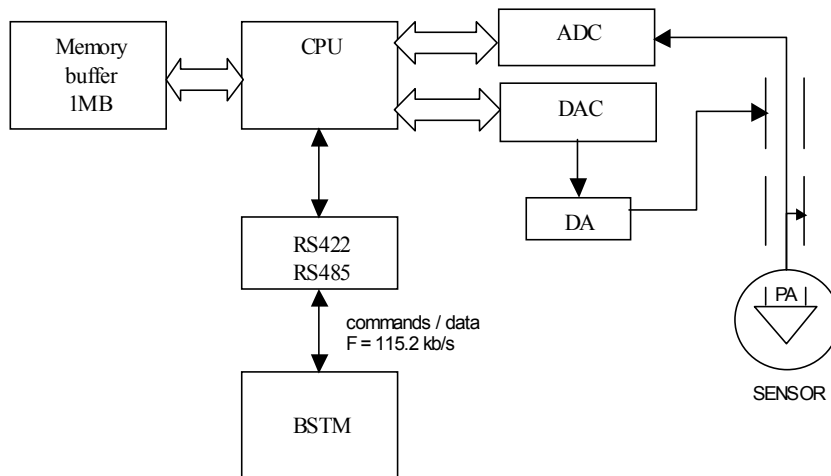 Memory
buffer
1MB
CPU
ADC
DAC
DA
RS422
RS485
commands / data
F = 115.2 kb/s
BSTM
PA
SENSOR